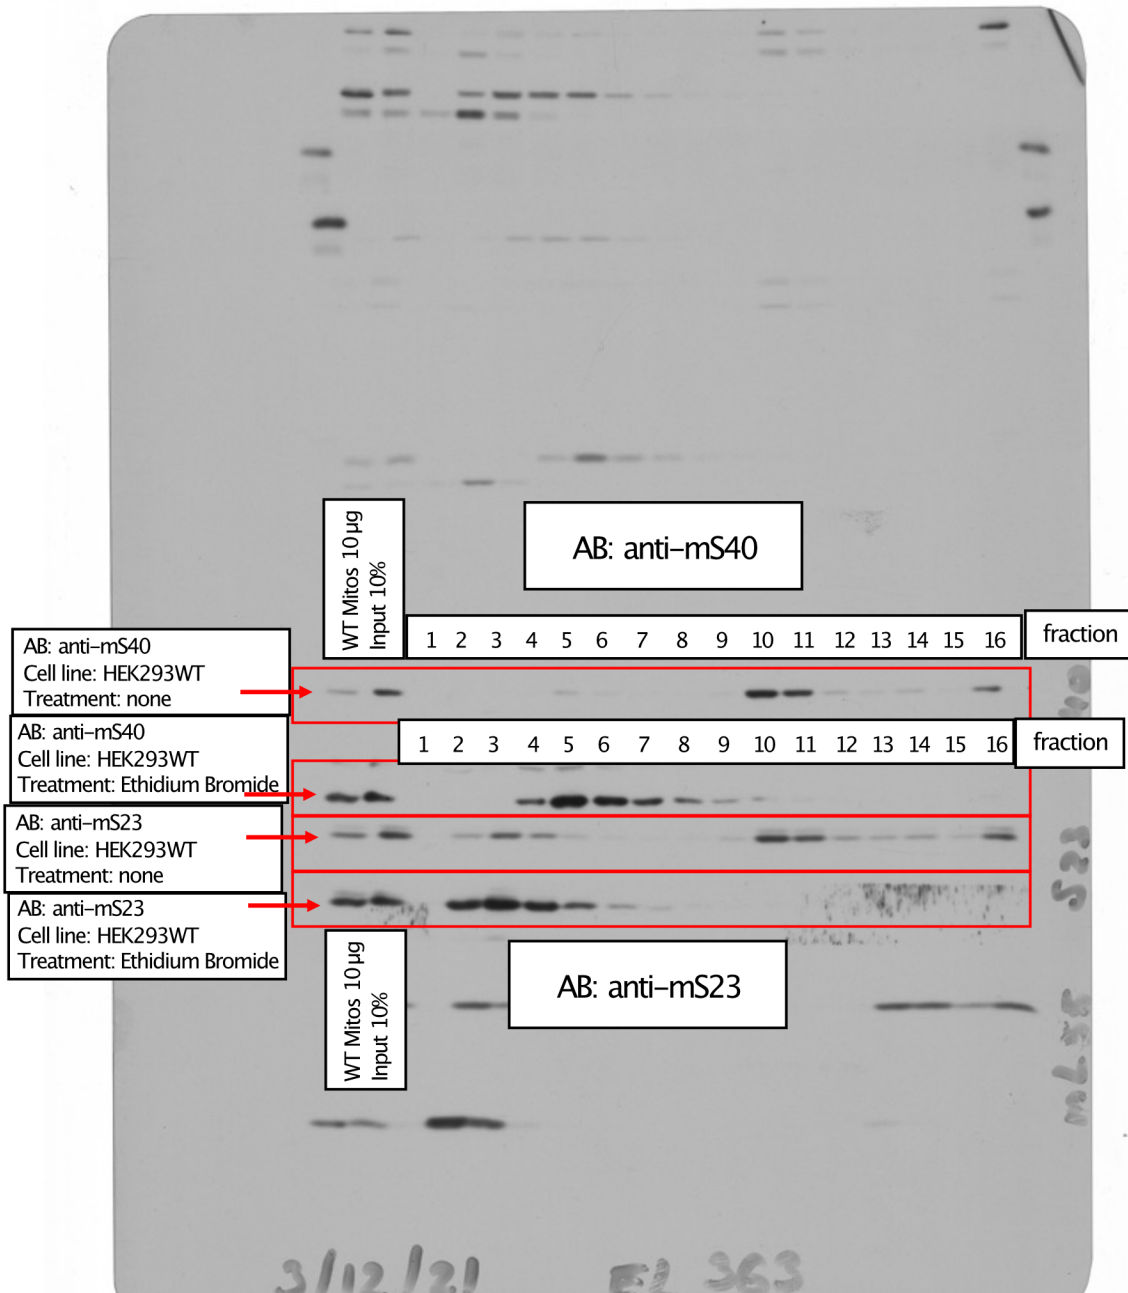 AB: anti-mS40
WT Mitos 10µg
Input 10%
1 2 3 4 5 6 7 8 9 10 11 12 13 14 15 16
fraction
AB: anti-mS40
Cell line: HEK293WT
Treatment: none
AB: anti-mS40
Cell line: HEK293WT
Treatment: Ethidium Bromide
1 2 3 4 5 6 7 8 9 10 11 12 13 14 15 16
fraction
AB: anti-mS23
Cell line: HEK293WT
Treatment: none
S23
AB: anti-mS23
Cell line: HEK293WT
Treatment: Ethidium Bromide
WT Mitos 10µg
Input 10%
AB: anti-mS23
3/12/21
EL 363